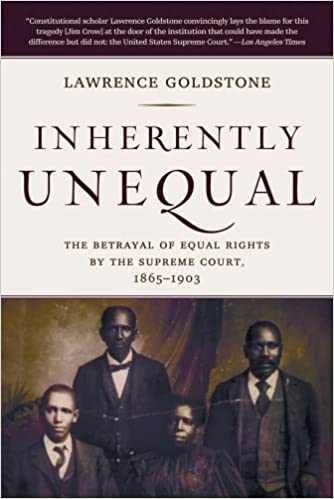 "Constitutional scholar Lawrence Goldstone convincingly lays the blame for this
tragedy [Jim Crow] at the door of the institution that could have made the
difference but did not: the United States Supreme Court."—Los Angeles Times
LAWRENCE GOLDSTONE
INHERENTLY
UNEQUAL
THE BETRAYAL OF EQUAL RIGHTS
BY THE SUPREME COURT,
1865–1903